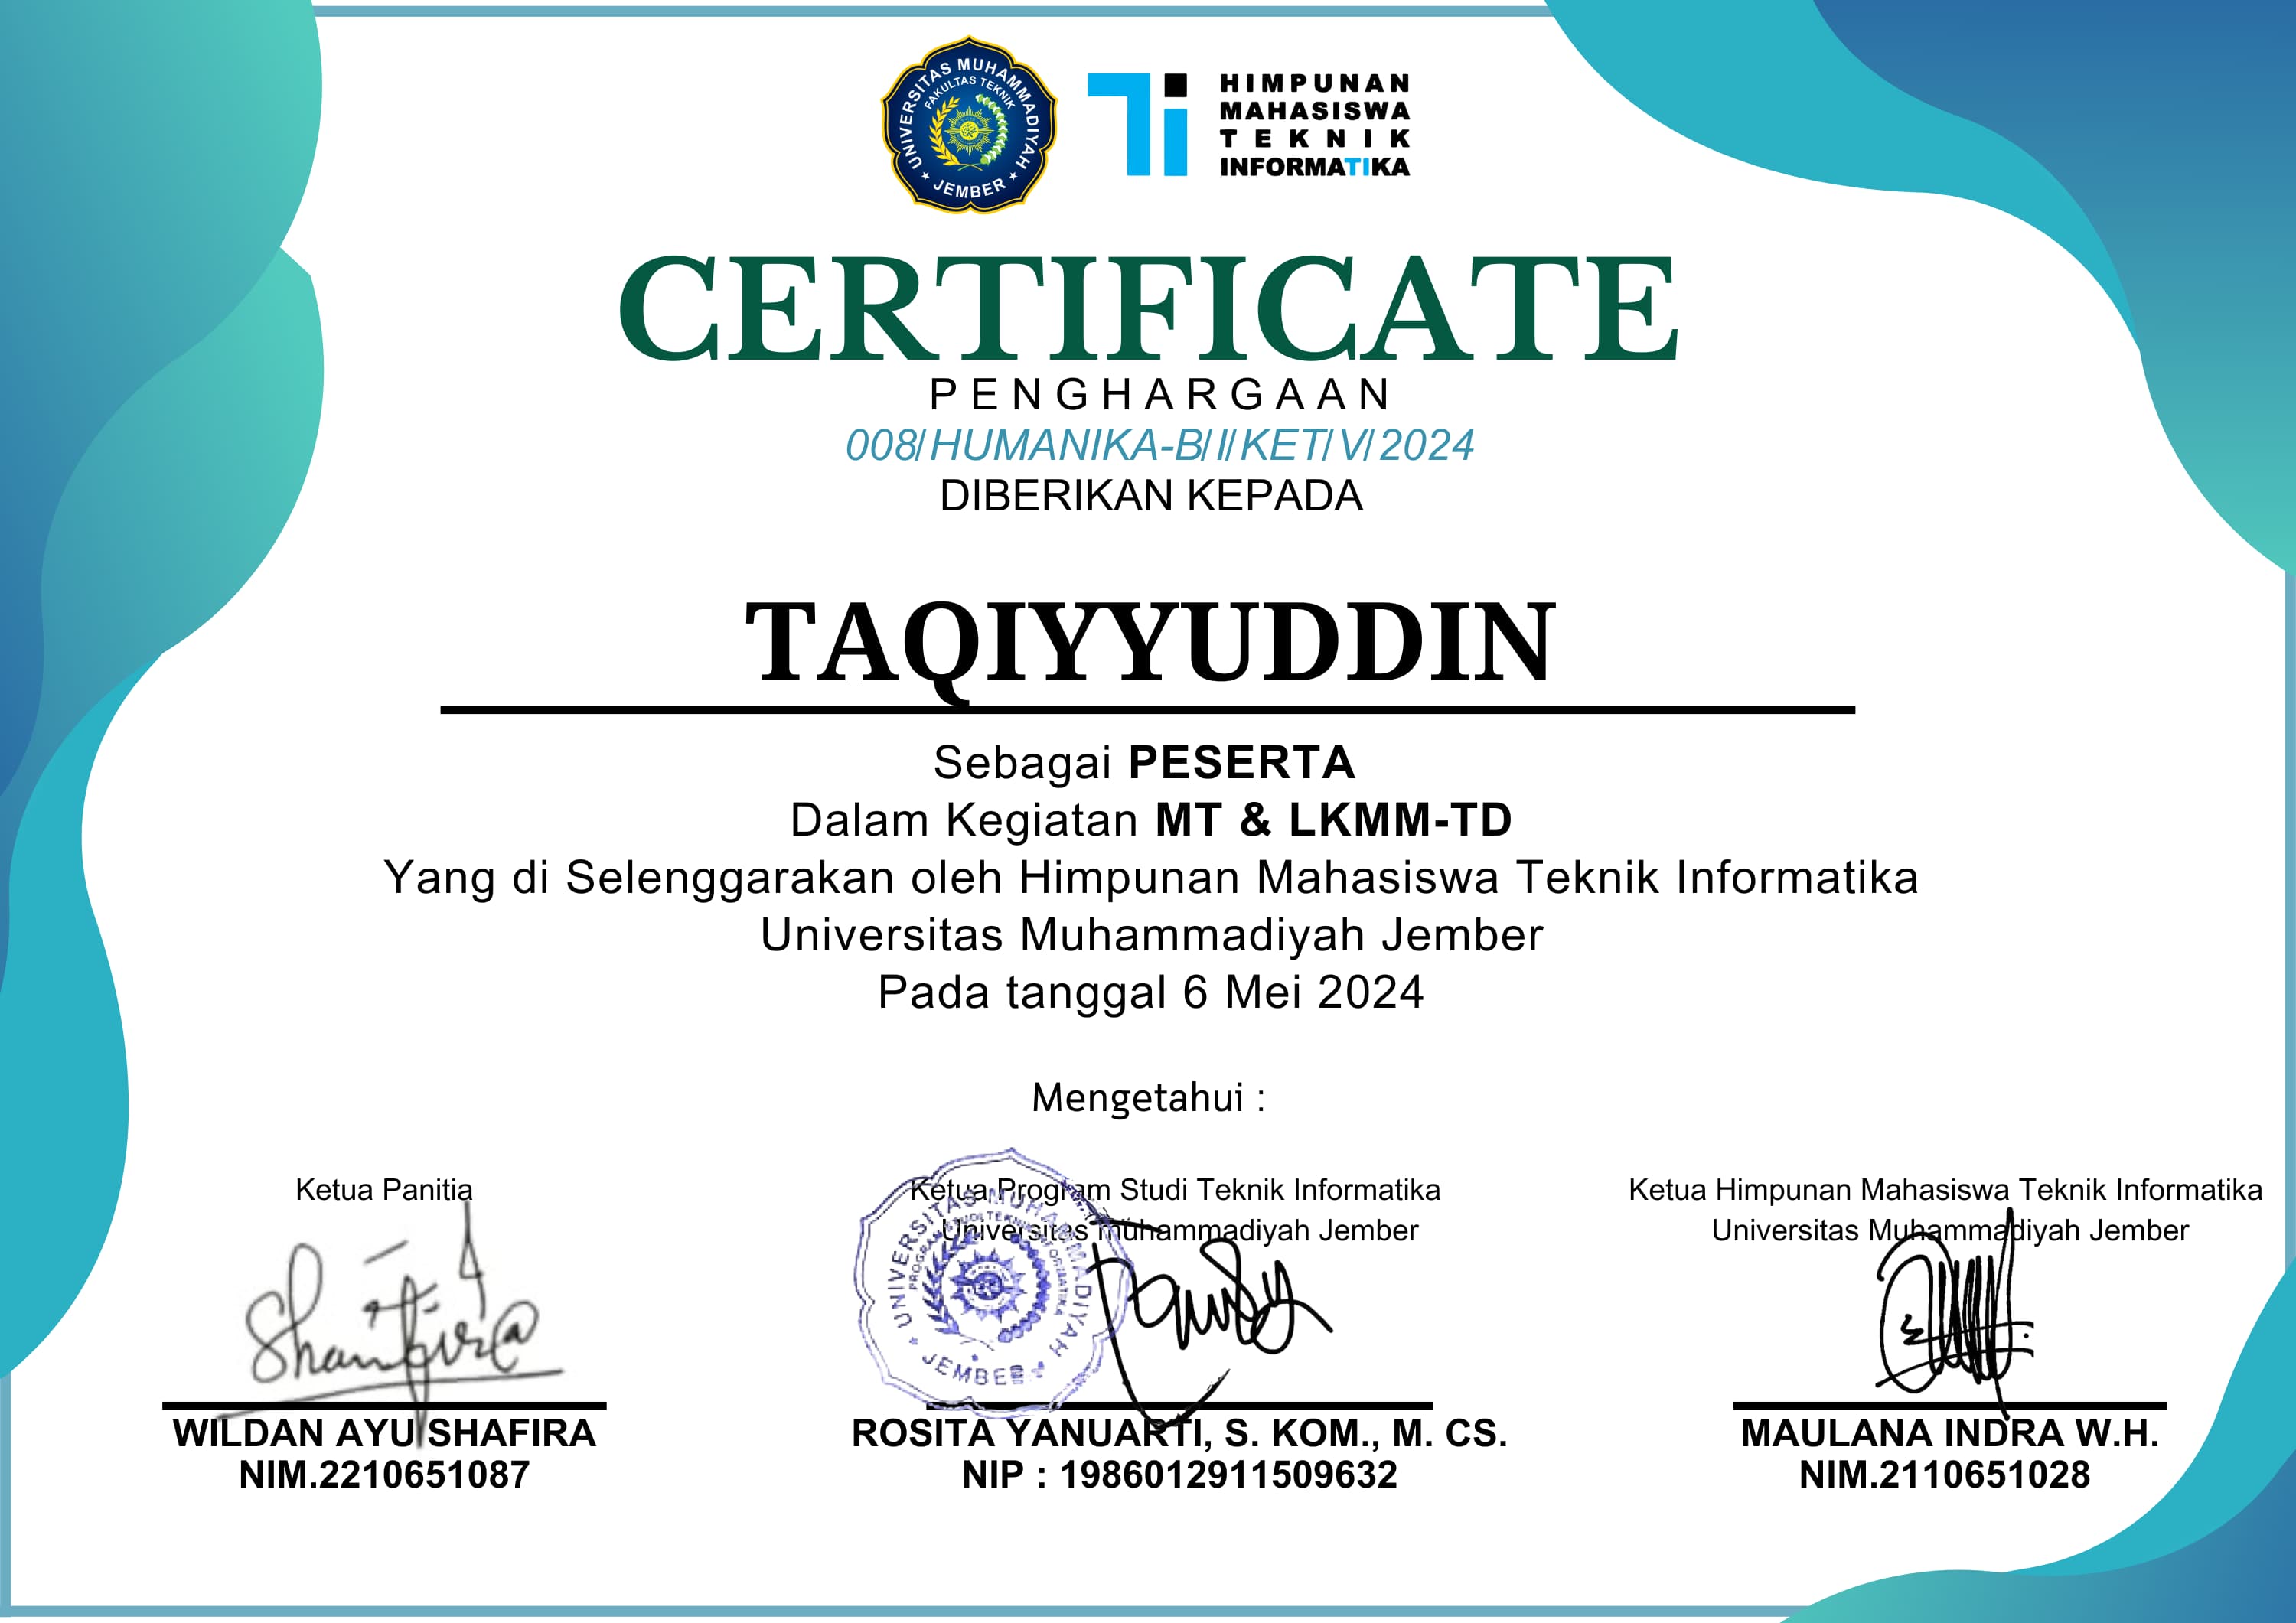 UNIVERSITAS MUHAMMADIYAH
FAKULTAS TEKNIK
JEMBER
HIMPUNAN
MAHASISWA
TEKNIK
INFORMATIKA
CERTIFICATE
PENGHARGAAN
008/HUMANIKA-B/I/KET/V/2024
DIBERIKAN KEPADA
TAQIYYUDDIN
Sebagai PESERTA
Dalam Kegiatan MT & LKMM-TD
Yang di Selenggarakan oleh Himpunan Mahasiswa Teknik Informatika
Universitas Muhammadiyah Jember
Pada tanggal 6 Mei 2024
Mengetahui :
Ketua Panitia
Shafira
WILDAN AYU SHAFIRA
NIM.2210651087
Ketua Program Studi Teknik Informatika
Universitas muhammadiyah Jember
UNIVERSITAS MUHAMMADIYAH
PROGRAM STUDI TEKNIK INFORMATIKA
JEMBER
ROSITA YANUARTI, S. KOM., M. CS.
NIP : 1986012911509632
Ketua Himpunan Mahasiswa Teknik Informatika
Universitas Muhammadiyah Jember
MAULANA INDRA W.H.
NIM.2110651028